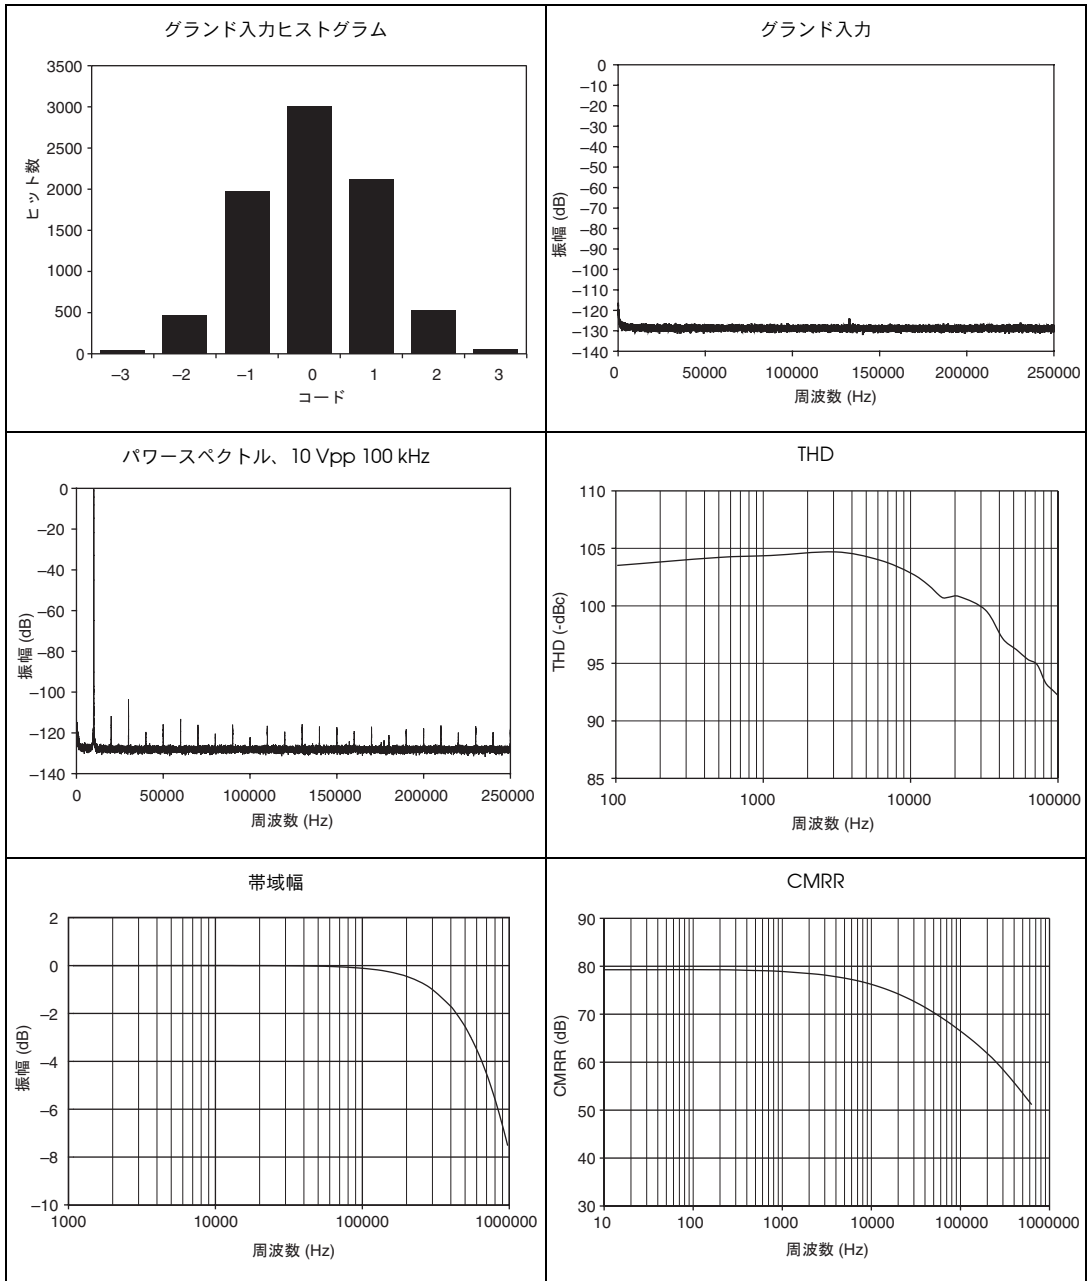 グランド入力ヒストグラム
3500
3000
2500
2000
1500
1000
500
0
ヒット数
–3 –2 –1 0 1 2 3
コード
グランド入力
0
–10
–20
–30
–40
–50
–60
–70
–80
–90
–100
–110
–120
–130
–140
振幅 (dB)
0 50000 100000 150000 200000 250000
周波数 (Hz)
パワースペクトル、10 Vpp 100 kHz
0
–20
–40
–60
–80
–100
–120
–140
振幅 (dB)
0 50000 100000 150000 200000 250000
周波数 (Hz)
THD
110
105
100
95
90
85
THD (-dBc)
100 1000 10000 100000
周波数 (Hz)
帯域幅
2
0
–2
–4
–6
–8
–10
振幅 (dB)
1000 10000 100000 1000000
周波数 (Hz)
CMRR
90
80
70
60
50
40
30
CMRR (dB)
10 100 1000 10000 100000 1000000
周波数 (Hz)